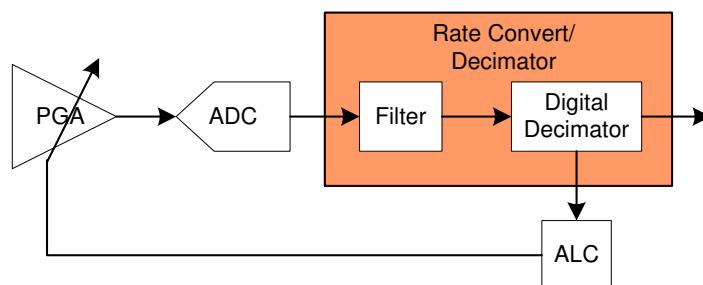 Rate Convert/
Decimator
PGA
ADC
Filter
Digital
Decimator
ALC